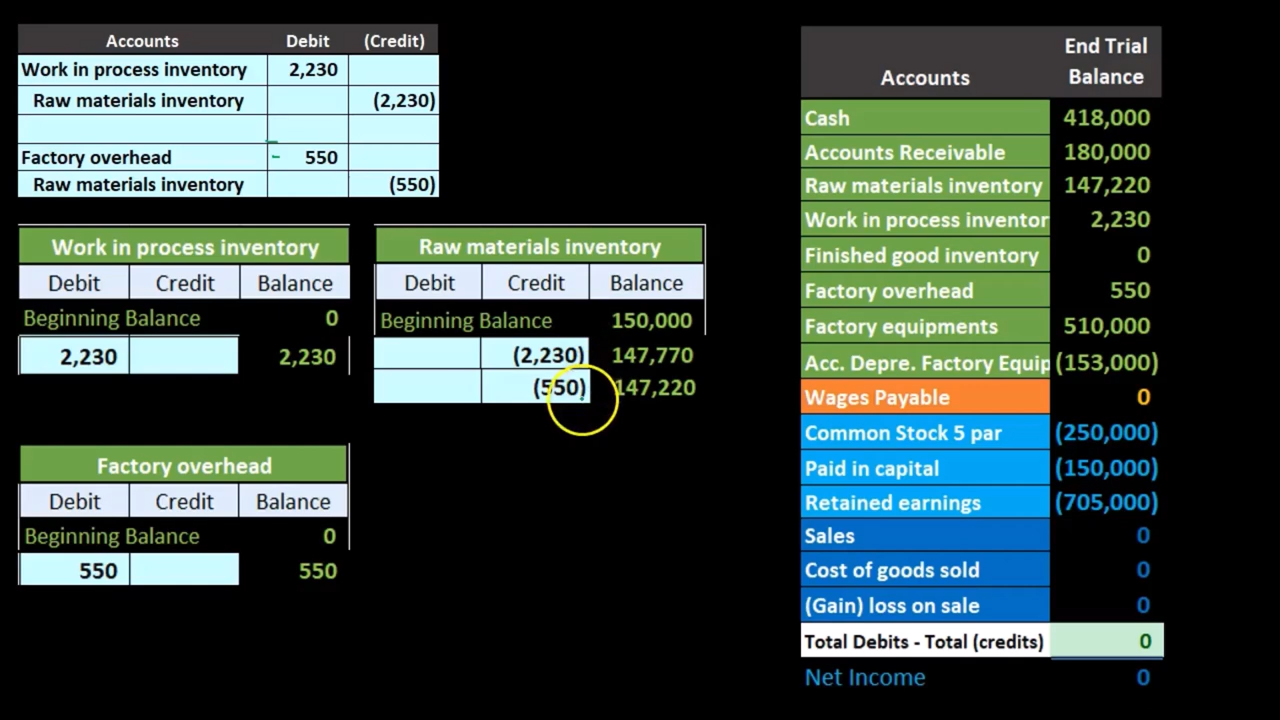 Accounts Debit (Credit)
Work in process inventory 2,230
Raw materials inventory (2,230)
Factory overhead - 550
Raw materials inventory (550)
Work in process inventory
Debit Credit Balance
Beginning Balance 0
2,230 2,230
Raw materials inventory
Debit Credit Balance
Beginning Balance 150,000
(2,230) 147,770
(550) 147,220
Factory overhead
Debit Credit Balance
Beginning Balance 0
550 550
End Trial
Accounts Balance
Cash 418,000
Accounts Receivable 180,000
Raw materials inventory 147,220
Work in process inventor 2,230
Finished good inventory 0
Factory overhead 550
Factory equipments 510,000
Acc. Depre. Factory Equip (153,000)
Wages Payable 0
Common Stock 5 par (250,000)
Paid in capital (150,000)
Retained earnings (705,000)
Sales 0
Cost of goods sold 0
(Gain) loss on sale 0
Total Debits - Total (credits) 0
Net Income 0